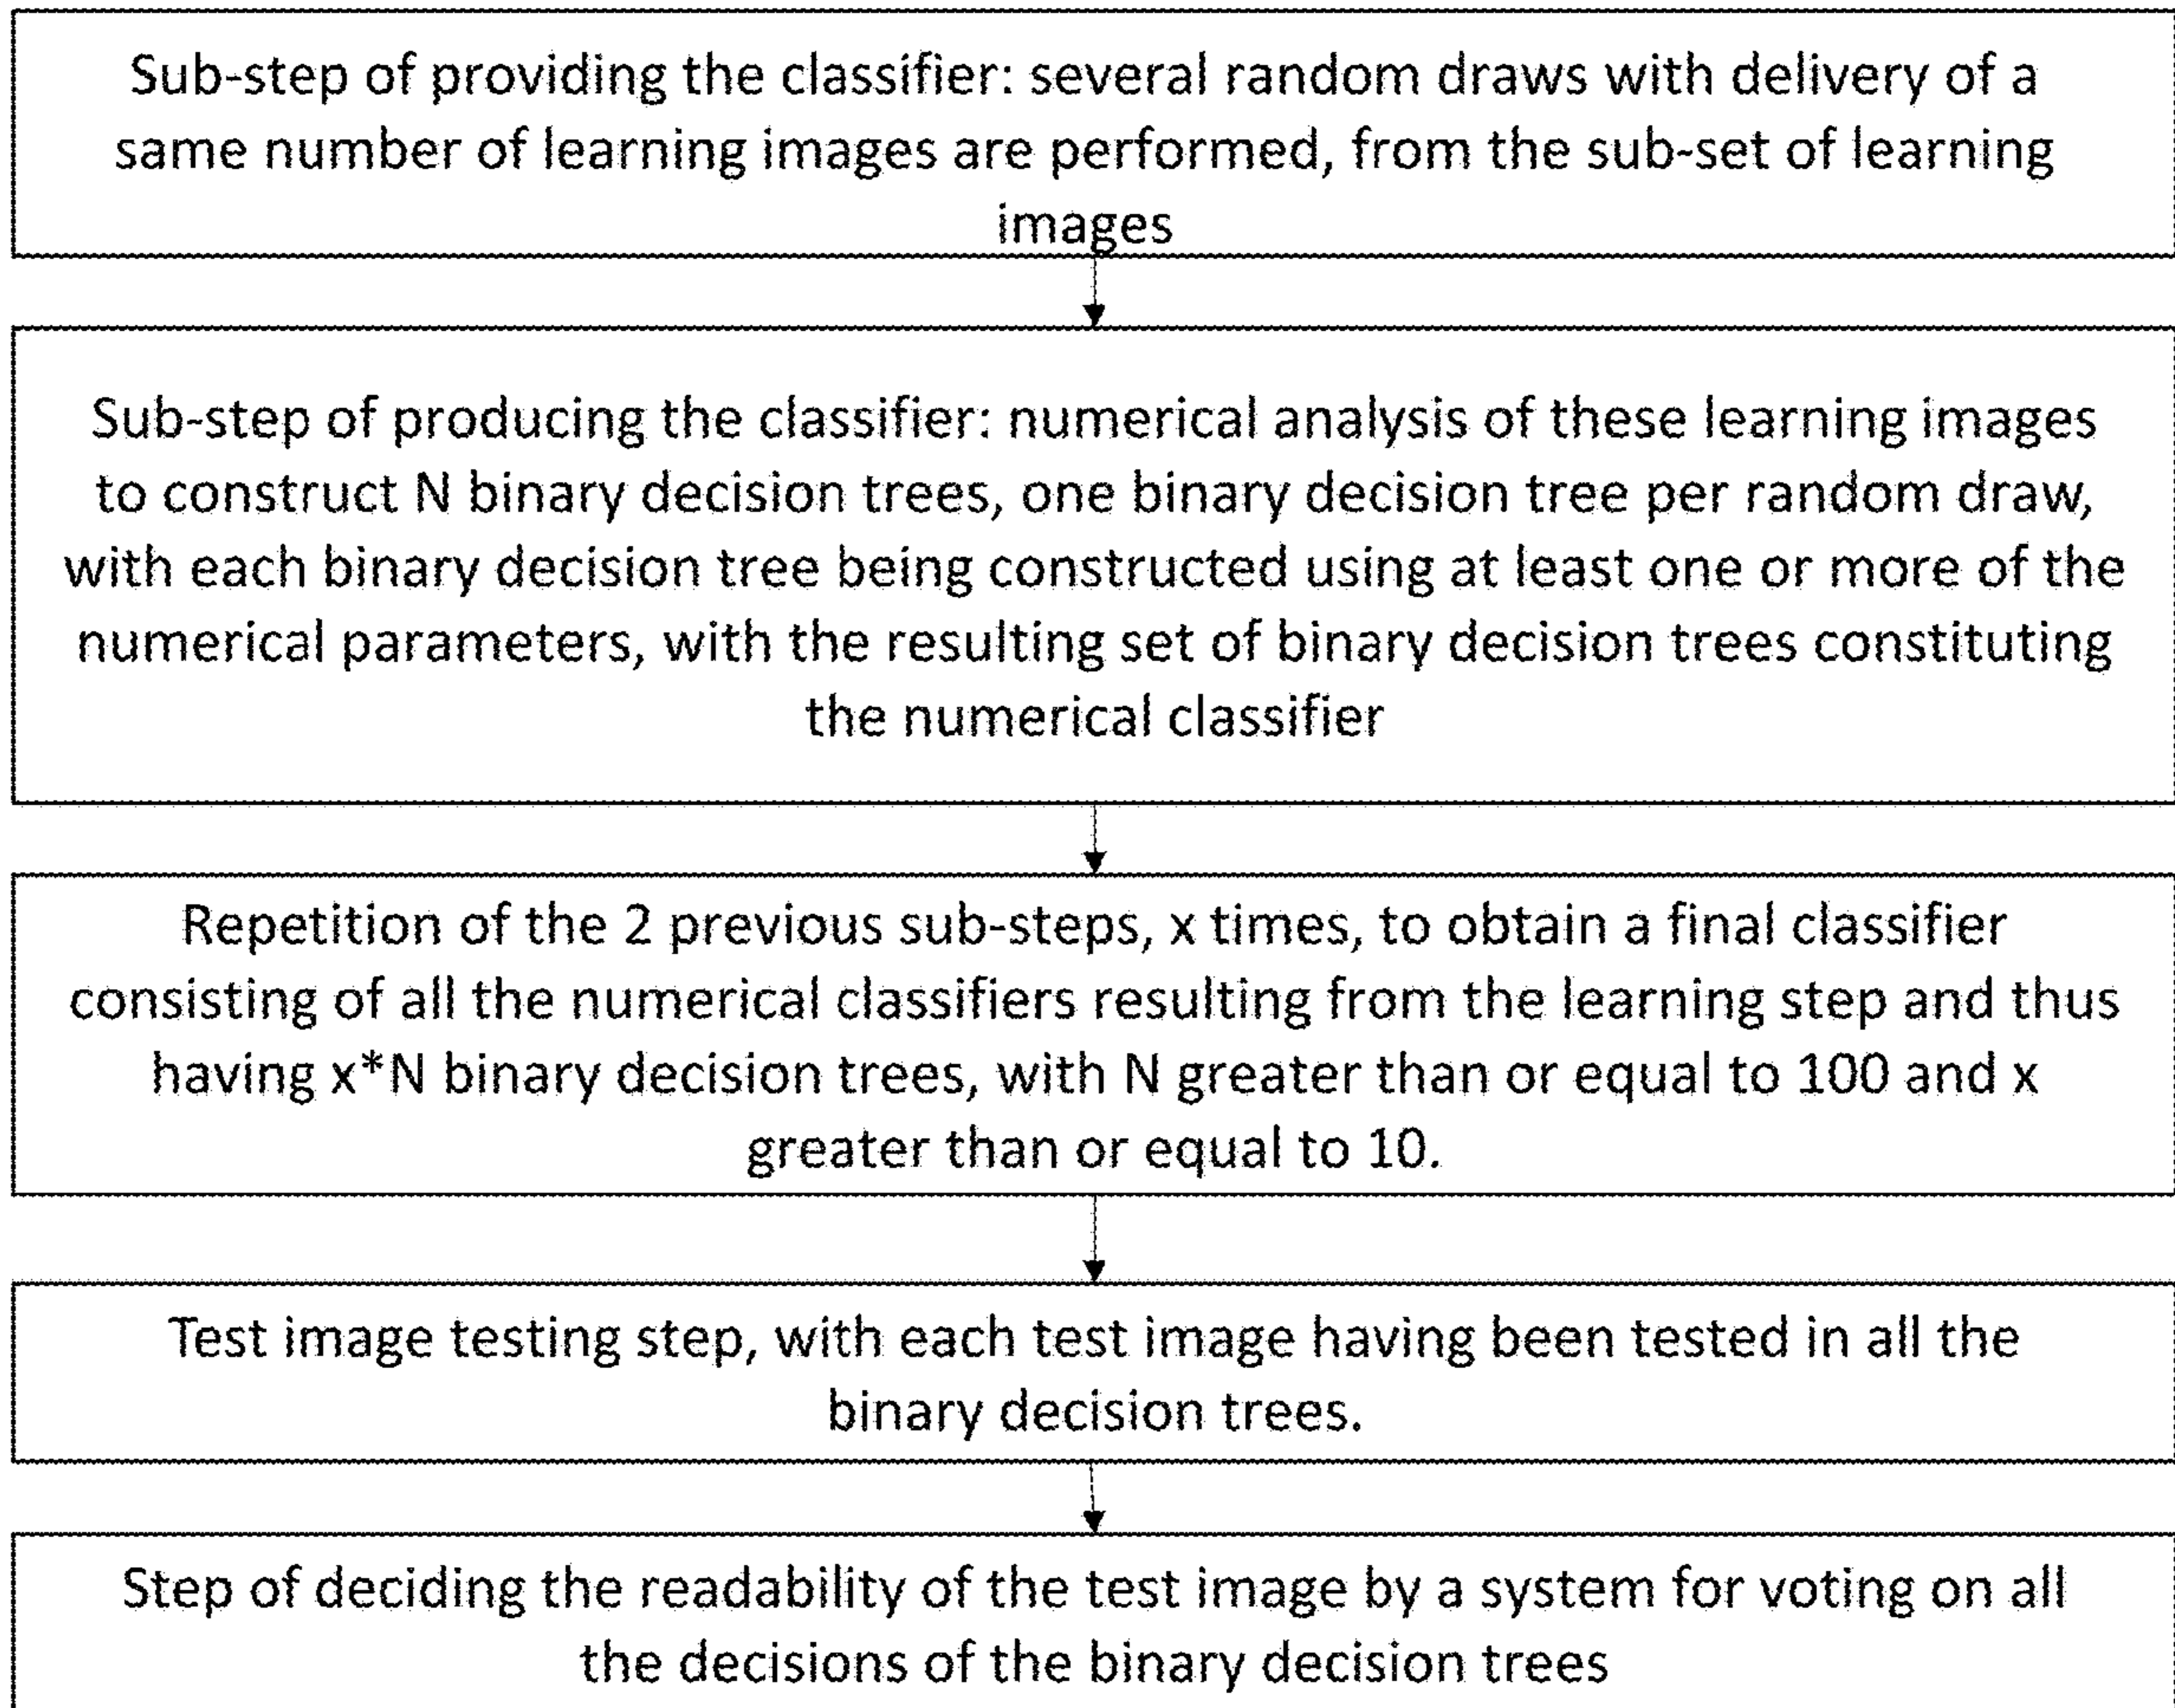 Sub-step of providing the classifier: several random draws with delivery of a
same number of learning images are performed, from the sub-set of learning
images
Sub-step of producing the classifier: numerical analysis of these learning images
to construct N binary decision trees, one binary decision tree per random draw,
with each binary decision tree being constructed using at least one or more of the
numerical parameters, with the resulting set of binary decision trees constituting
the numerical classifier
Repetition of the 2 previous sub-steps, x times, to obtain a final classifier
consisting of all the numerical classifiers resulting from the learning step and thus
having x*N binary decision trees, with N greater than or equal to 100 and x
greater than or equal to 10.
Test image testing step, with each test image having been tested in all the
binary decision trees.
Step of deciding the readability of the test image by a system for voting on all
the decisions of the binary decision trees